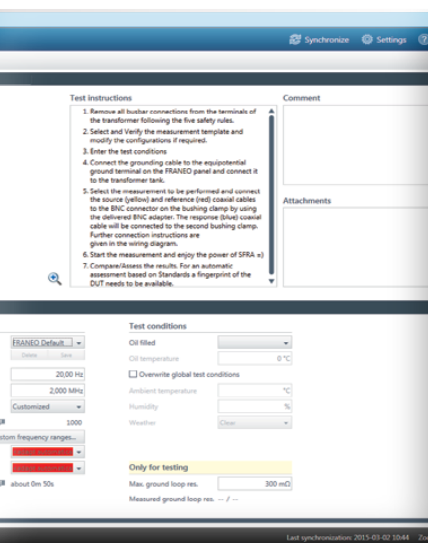 Synchronize Settings
Test instructions
1. Remove all busbar connections from the terminals of
the transformer following the five safety rules.
2. Select and Verify the measurement template and
modify the configurations if required.
3. Enter the test conditions
4. Connect the grounding cable to the equipotential
ground terminal on the FRANEO panel and connect it
to the transformer tank.
5. Select the measurement to be performed and connect
the source (yellow) and reference (red) coaxial cables
to the BNC connector on the bushing clamp by using
the delivered BNC adapter. The response (blue) coaxial
cable will be connected to the second bushing clamp.
Further connection instructions are
given in the wiring diagram.
6. Start the measurement and enjoy the power of SFRA =)
7. Compare/Assess the results. For an automatic
assessment based on Standards a fingerprint of the
DUT needs to be available.
Comment
Attachments
FRANEO Default
Delete Save
20,00 Hz
2,000 MHz
Customized
1000
stom frequency ranges...
about 0m 50s
Test conditions
Oil filled
Oil temperature 0 °C
Overwrite global test conditions
Ambient temperature °C
Humidity %
Weather Clear
Only for testing
Max. ground loop res. 300 mΩ
Measured ground loop res. -- / --
Last synchronization: 2015-03-02 10:44 Zoo